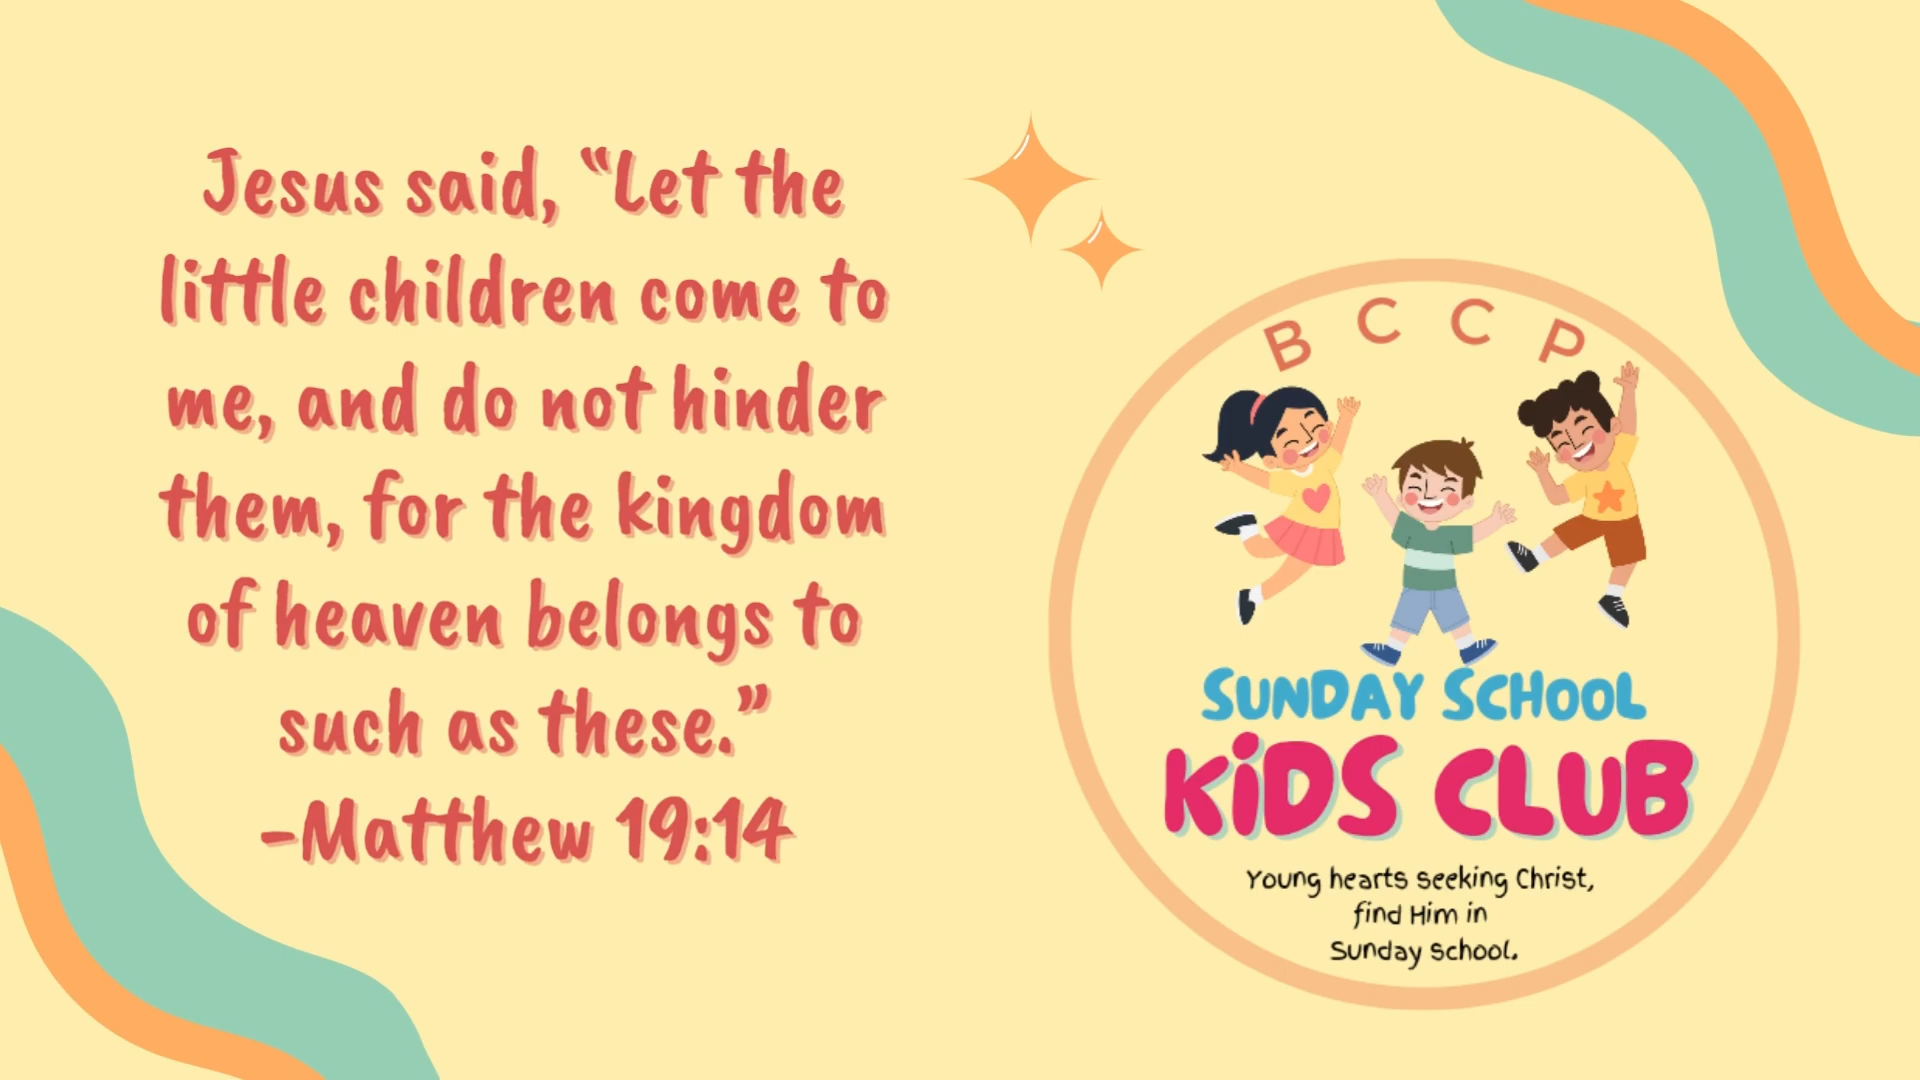 Jesus said, “Let the
little children come to
me, and do not hinder
them, for the kingdom
of heaven belongs to
such as these.”
-Matthew 19:14
BCCP
SUNDAY SCHOOL
KiDS CLUB
Young hearts seeking Christ,
find Him in
Sunday school.